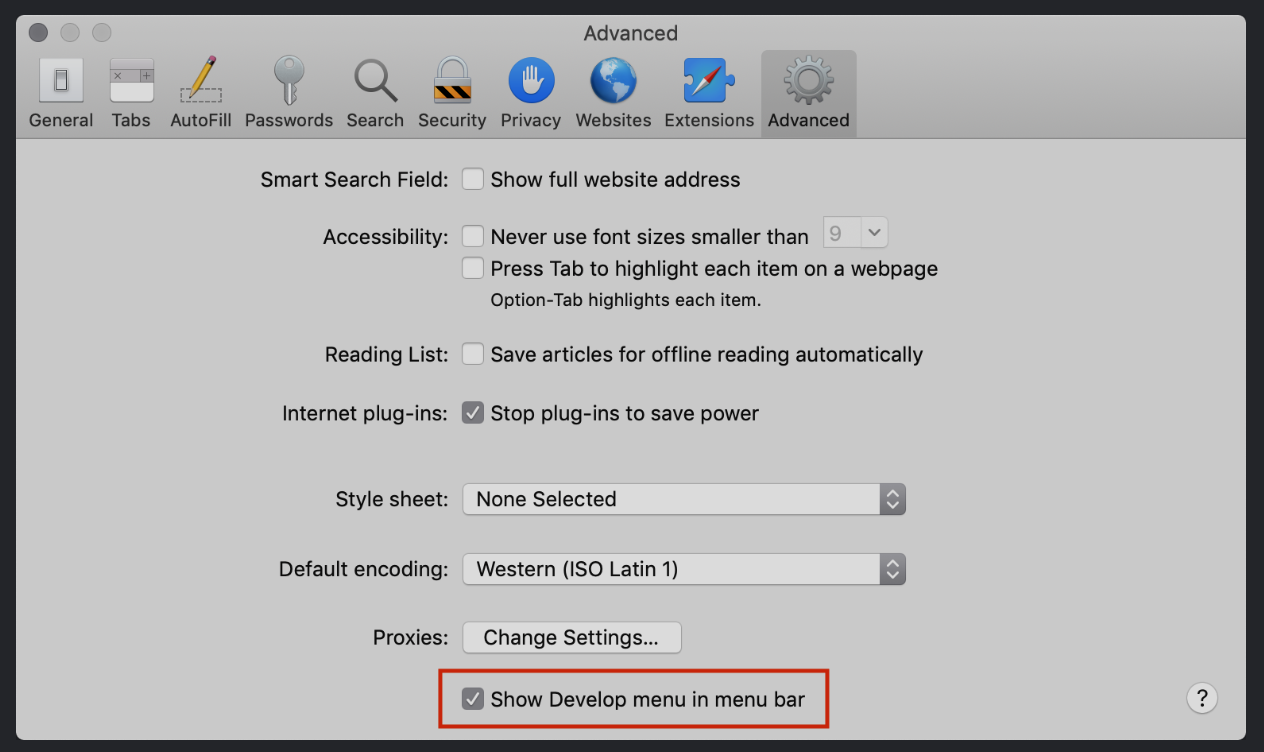 Advanced
General Tabs AutoFill Passwords Search Security Privacy Websites Extensions Advanced
Smart Search Field: Show full website address
Accessibility: Never use font sizes smaller than 9
Press Tab to highlight each item on a webpage
Option-Tab highlights each item.
Reading List: Save articles for offline reading automatically
Internet plug-ins: Stop plug-ins to save power
Style sheet: None Selected
Default encoding: Western (ISO Latin 1)
Proxies: Change Settings...
Show Develop menu in menu bar
?